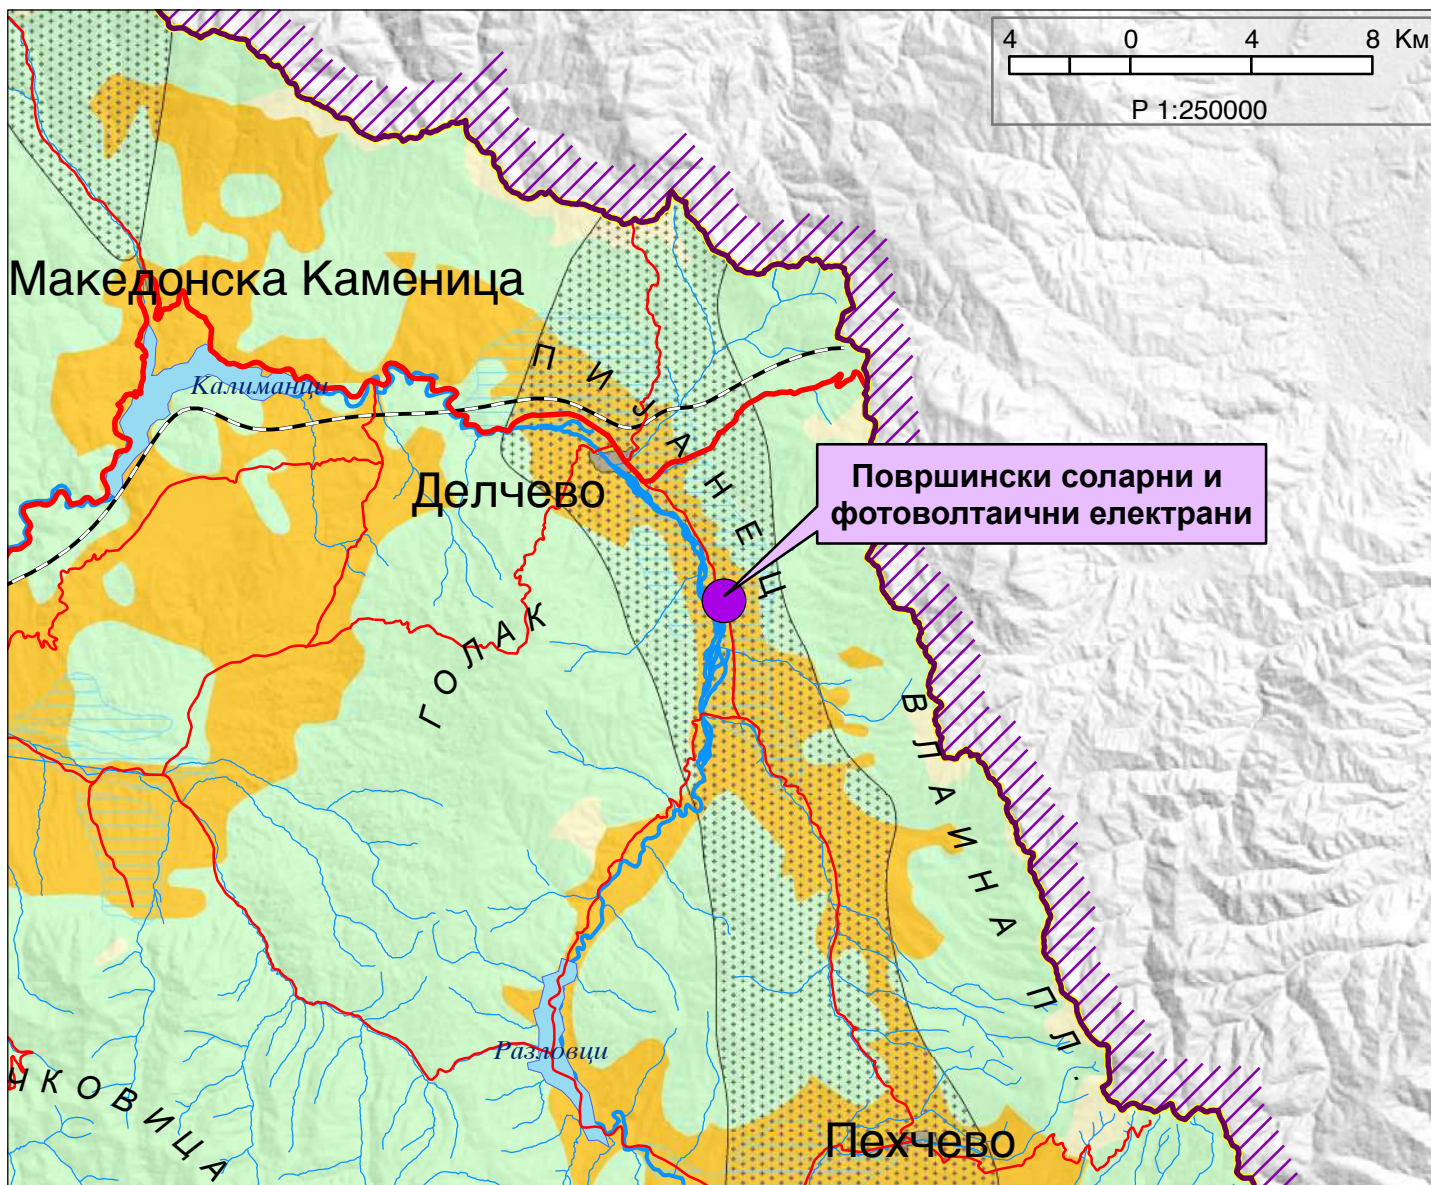 4 0 4 8 Км
Р 1:250000
Македонска Каменица
Калиманци
ПИЈАНЕЦ
Делчево
Површински соларни и
фотоволтаични електрани
ГОЛАК
ВЛАИНА ПЛ.
Разловци
ЧКОВИЦА
Пехчево